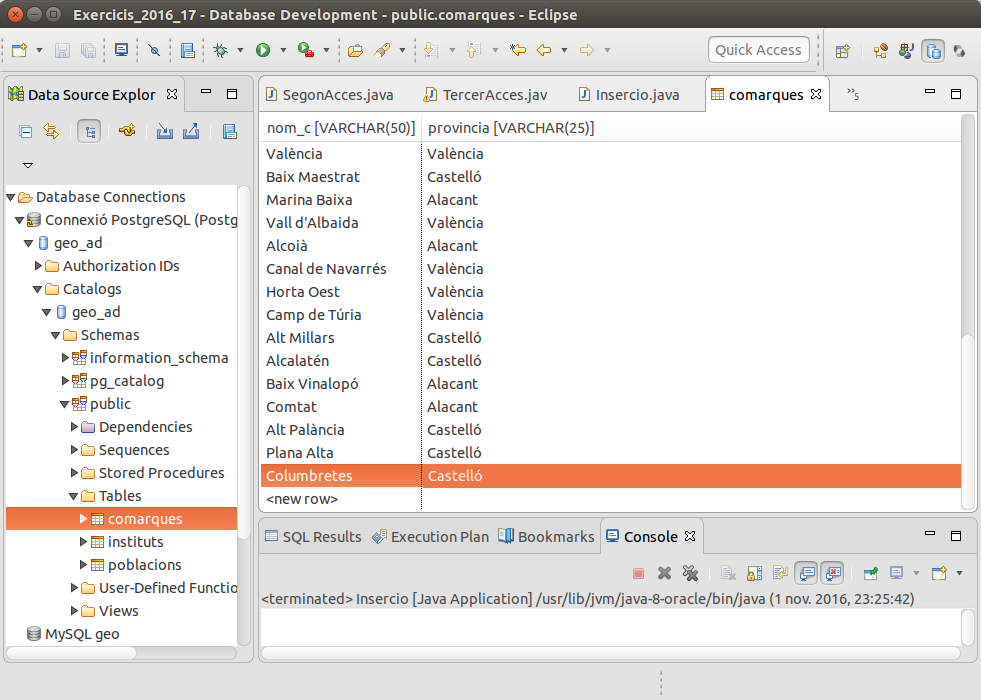 Exercicis_2016_17 - Database Development - public.comarques - Eclipse
Quick Access
Data Source Explor
Database Connections
Connexió PostgreSQL (Postg
geo_ad
Authorization IDs
Catalogs
geo_ad
Schemas
information_schema
pg_catalog
public
Dependencies
Sequences
Stored Procedures
Tables
comarques
instituts
poblacions
User-Defined Functio
Views
MySQL geo
SegonAcces.java TercerAcces.jav Insercio.java comarques »5
nom_c [VARCHAR(50)] provincia [VARCHAR(25)]
València València
Baix Maestrat Castelló
Marina Baixa Alacant
Vall d'Albaida València
Alcoià Alacant
Canal de Navarrés València
Horta Oest València
Camp de Túria València
Alt Millars Castelló
Alcalatén Castelló
Baix Vinalopó Alacant
Comtat Alacant
Alt Palància Castelló
Plana Alta Castelló
Columbretes Castelló
<new row>
SQL Results Execution Plan Bookmarks Console
<terminated> Insercio [Java Application] /usr/lib/jvm/java-8-oracle/bin/java (1 nov. 2016, 23:25:42)